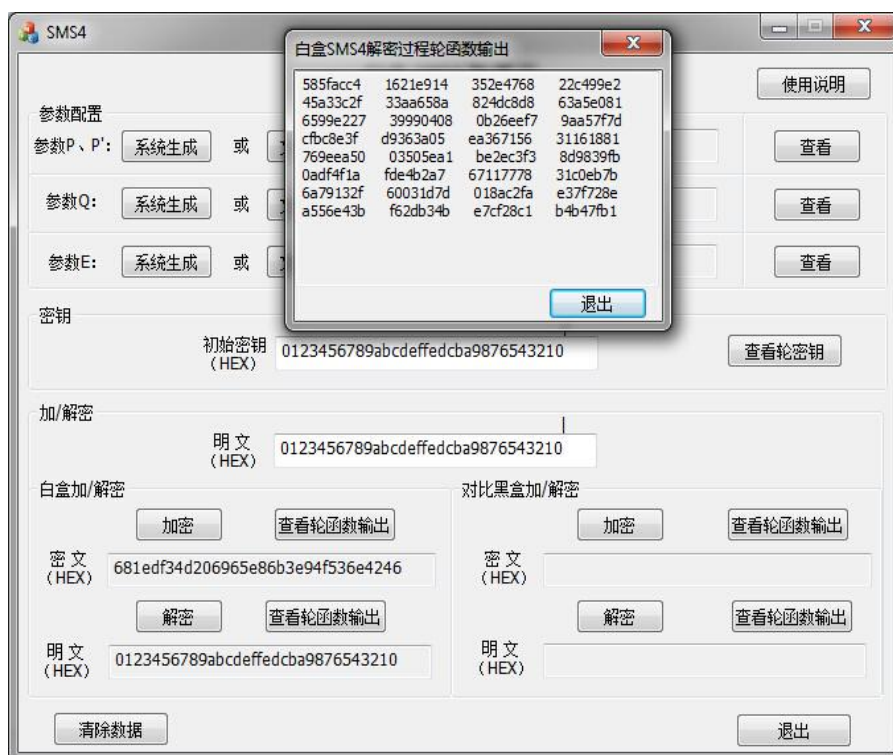 SMS4
白盒SMS4解密过程轮函数输出
585facc4 1621e914 352e4768 22c499e2
45a33c2f 33aa658a 824dc8d8 63a5e081
6599e227 39990408 0b26eef7 9aa57f7d
cfbc8e3f d9363a05 ea367156 31161881
769eea50 03505ea1 be2ec3f3 8d9839fb
0adf4f1a fde4b2a7 67117778 31c0eb7b
6a79132f 60031d7d 018ac2fa e37f728e
a556e43b f62db34b e7cf28c1 b4b47fb1
退出
使用说明
参数配置
参数P、P': 系统生成 或 查看
参数Q: 系统生成 或 查看
参数E: 系统生成 或 查看
密钥
初始密钥
(HEX)
0123456789abcdeffedcba9876543210
查看轮密钥
加/解密
明 文
(HEX)
0123456789abcdeffedcba9876543210
白盒加/解密
加密 查看轮函数输出
密 文
(HEX)
681edf34d206965e86b3e94f536e4246
解密 查看轮函数输出
明 文
(HEX)
0123456789abcdeffedcba9876543210
对比黑盒加/解密
加密 查看轮函数输出
密 文
(HEX)
解密 查看轮函数输出
明 文
(HEX)
清除数据 退出